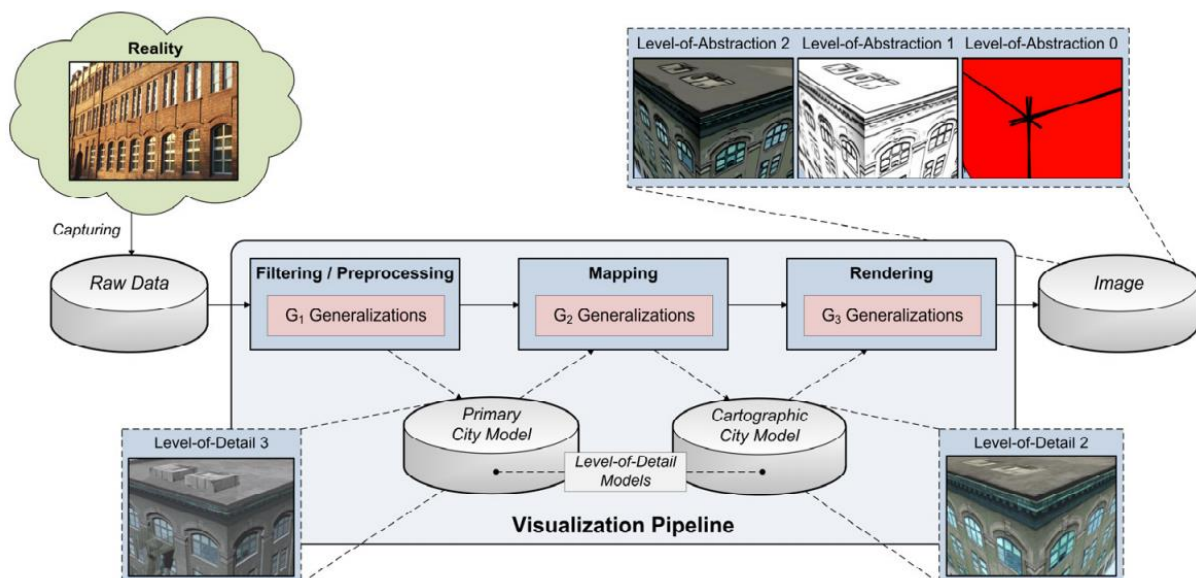 Reality
Level-of-Abstraction 2
Level-of-Abstraction 1
Level-of-Abstraction 0
Capturing
Raw Data
Filtering / Preprocessing
G₁ Generalizations
Mapping
G₂ Generalizations
Rendering
G₃ Generalizations
Image
Primary
City Model
Cartographic
City Model
Level-of-Detail
Models
Level-of-Detail 3
Level-of-Detail 2
Visualization Pipeline